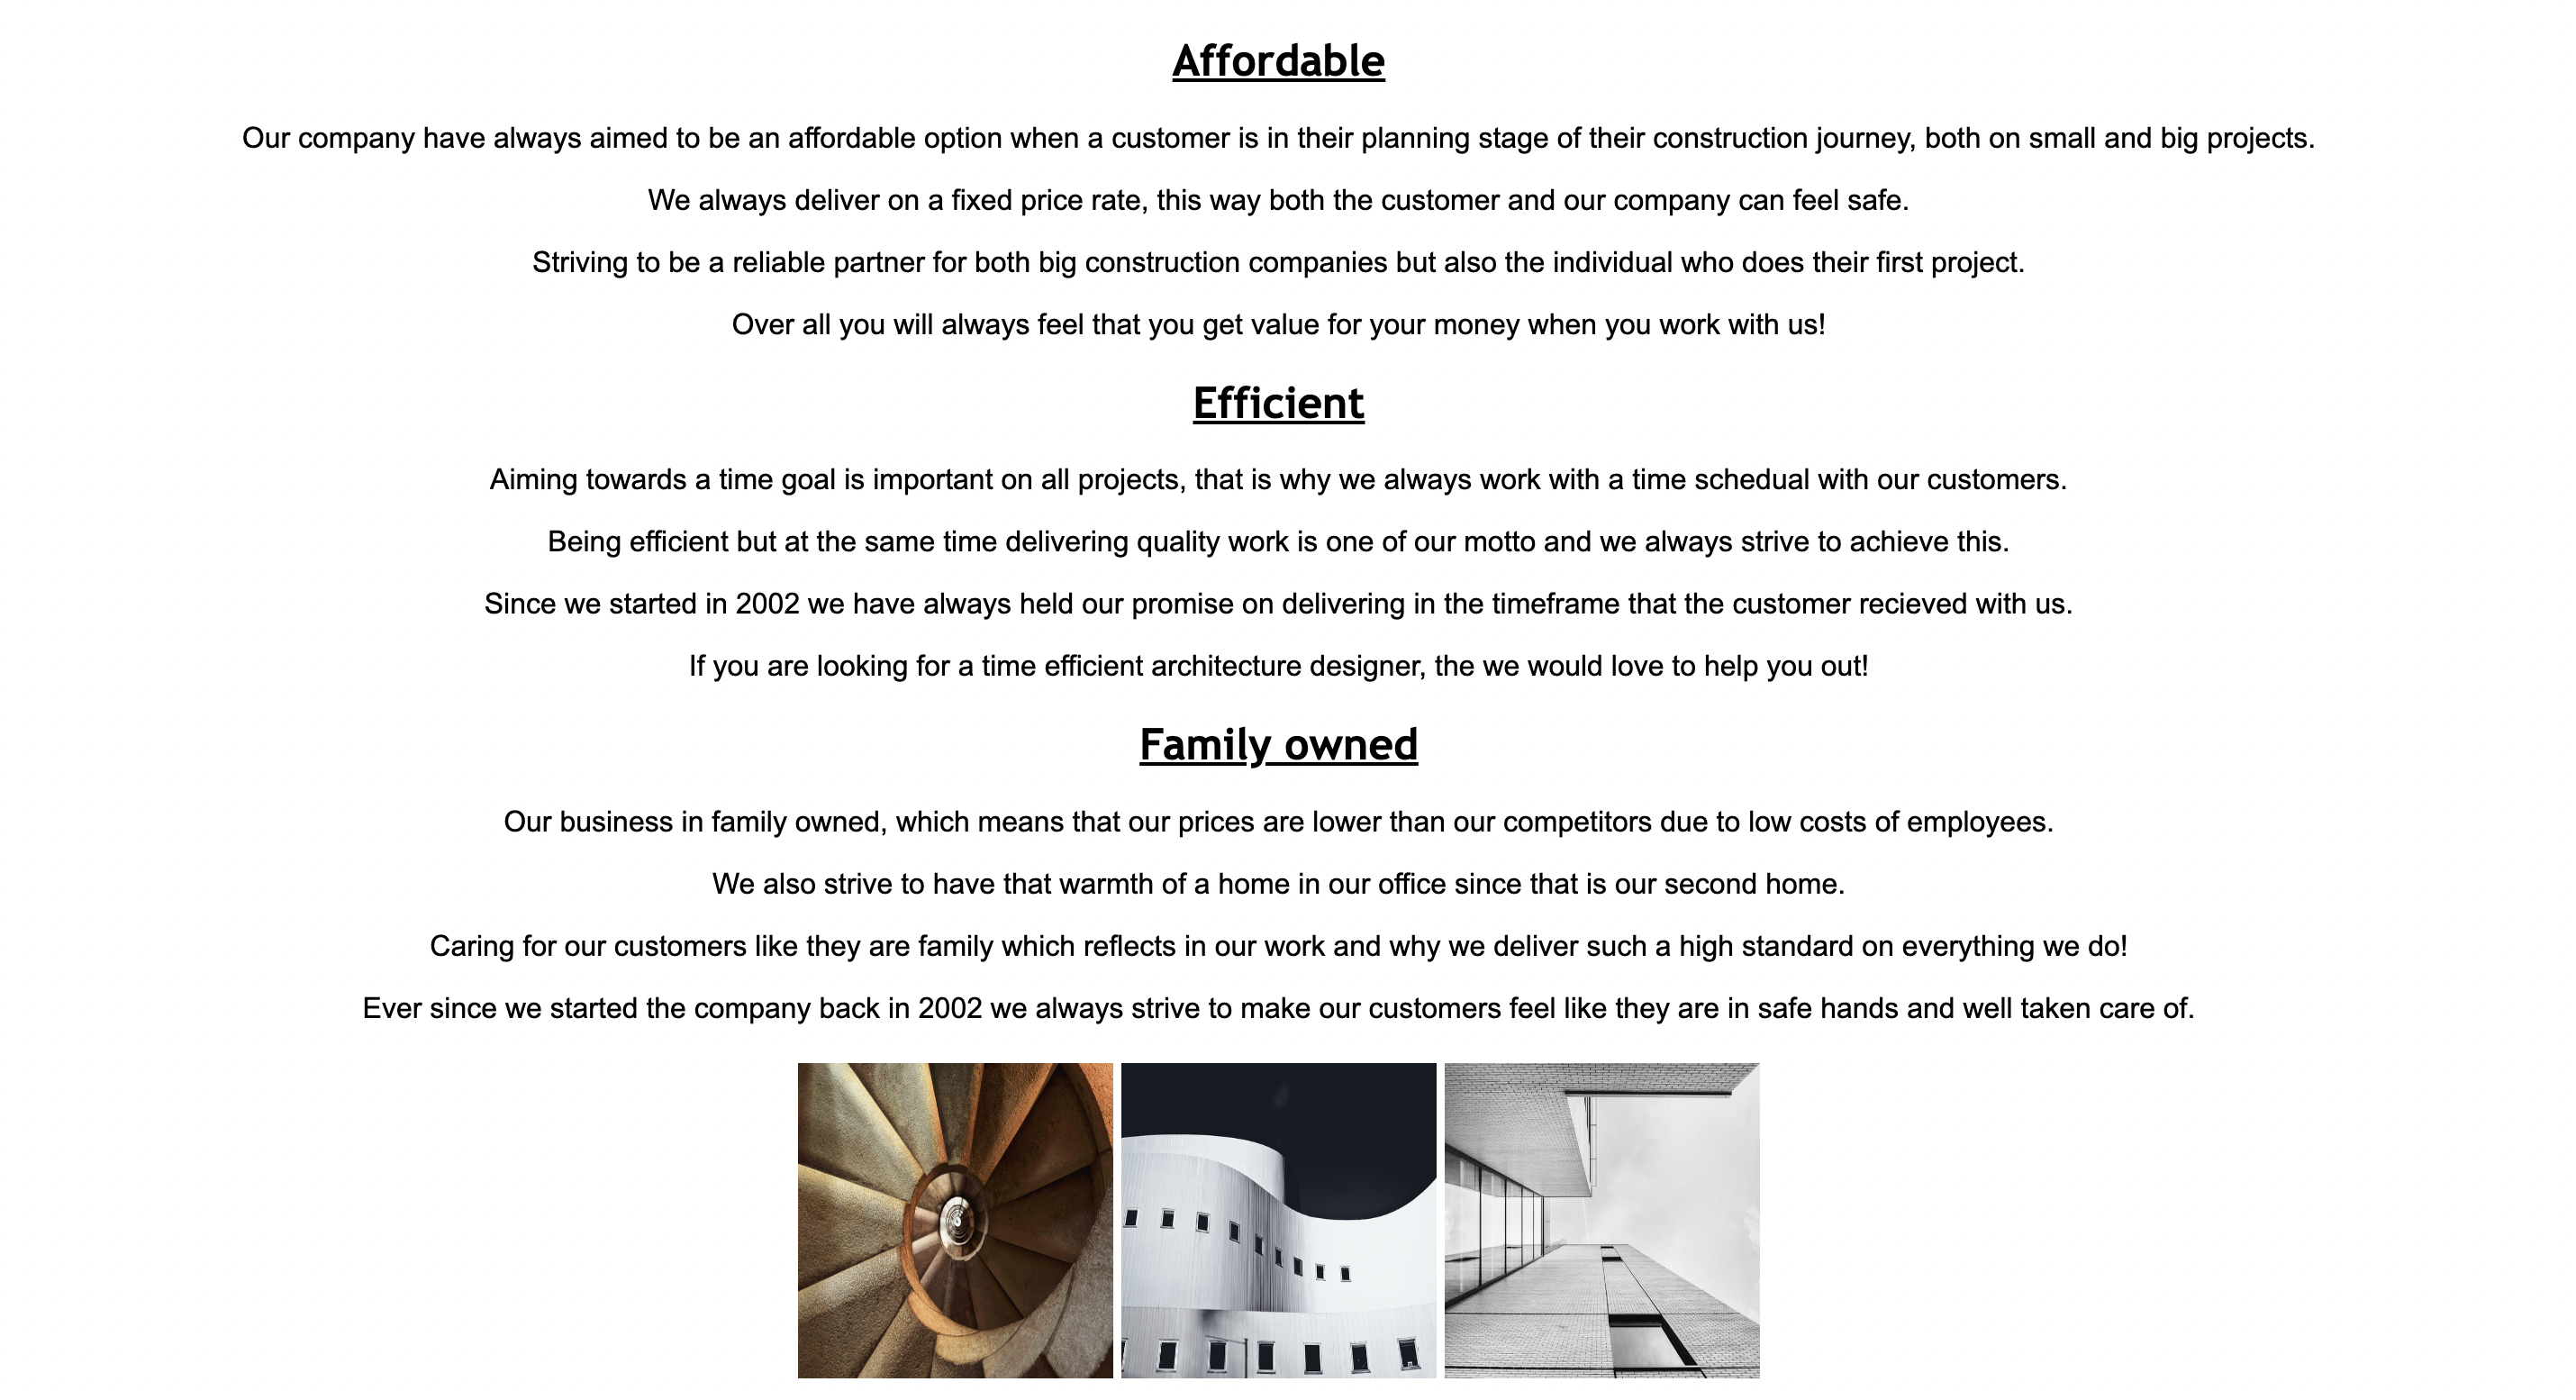 Affordable
Our company have always aimed to be an affordable option when a customer is in their planning stage of their construction journey, both on small and big projects.
We always deliver on a fixed price rate, this way both the customer and our company can feel safe.
Striving to be a reliable partner for both big construction companies but also the individual who does their first project.
Over all you will always feel that you get value for your money when you work with us!
Efficient
Aiming towards a time goal is important on all projects, that is why we always work with a time schedual with our customers.
Being efficient but at the same time delivering quality work is one of our motto and we always strive to achieve this.
Since we started in 2002 we have always held our promise on delivering in the timeframe that the customer recieved with us.
If you are looking for a time efficient architecture designer, the we would love to help you out!
Family owned
Our business in family owned, which means that our prices are lower than our competitors due to low costs of employees.
We also strive to have that warmth of a home in our office since that is our second home.
Caring for our customers like they are family which reflects in our work and why we deliver such a high standard on everything we do!
Ever since we started the company back in 2002 we always strive to make our customers feel like they are in safe hands and well taken care of.